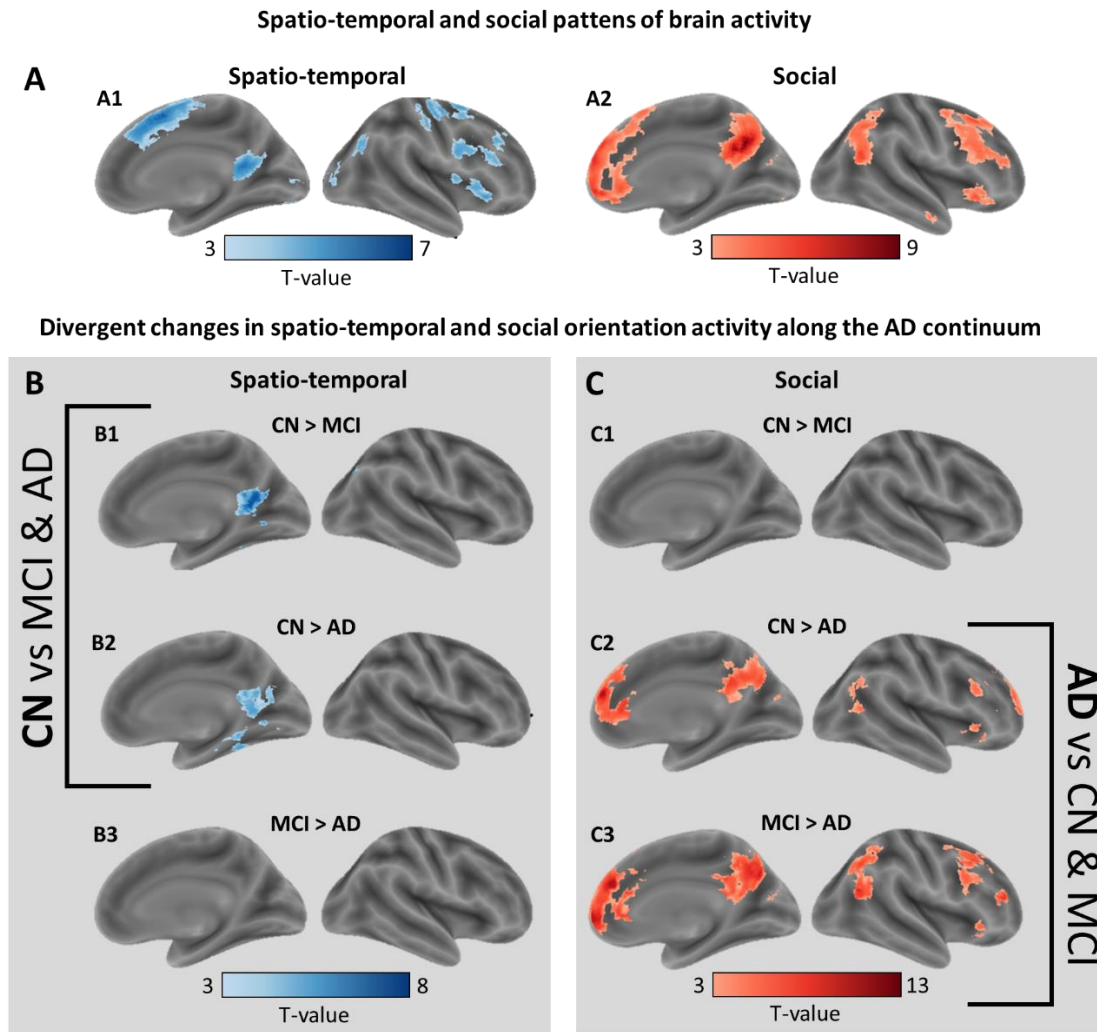 Spatio-temporal and social pattens of brain activity
A
Spatio-temporal
Social
A1
A2
3
7
T-value
3
9
T-value
Divergent changes in spatio-temporal and social orientation activity along the AD continuum
B
Spatio-temporal
CN vs MCI & AD
B1
CN > MCI
B2
CN > AD
B3
MCI > AD
3
8
T-value
C
Social
C1
CN > MCI
C2
CN > AD
C3
MCI > AD
AD vs CN & MCI
3
13
T-value